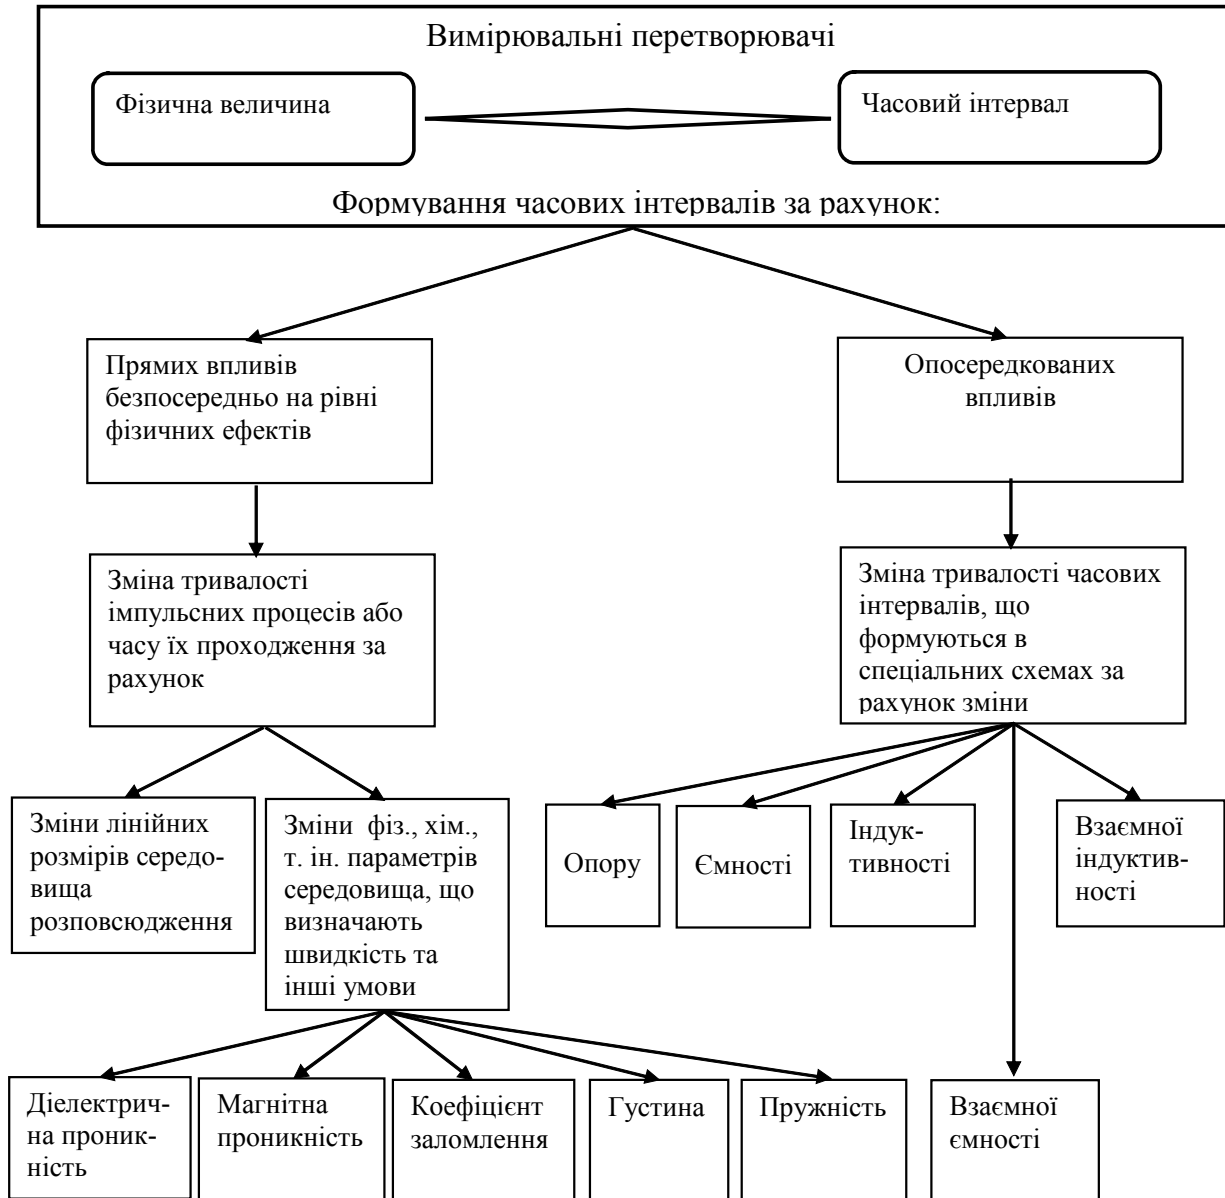 Вимірювальні перетворювачі
Фізична величина
Часовий інтервал
Формування часових інтервалів за рахунок:
Прямих впливів
безпосередньо на рівні
фізичних ефектів
Опосередкованих
впливів
Зміна тривалості
імпульсних процесів або
часу їх проходження за
рахунок
Зміна тривалості часових
інтервалів, що
формуються в
спеціальних схемах за
рахунок зміни
Зміни лінійних
розмірів середо-
вища
розповсюдження
Зміни фіз., хім.,
т. ін. параметрів
середовища, що
визначають
швидкість та
інші умови
Опору
Ємності
Індук-
тивності
Взаємної
індуктив-
ності
Діелектрич-
на проник-
ність
Магнітна
проникність
Коефіцієнт
заломлення
Густина
Пружність
Взаємної
ємності